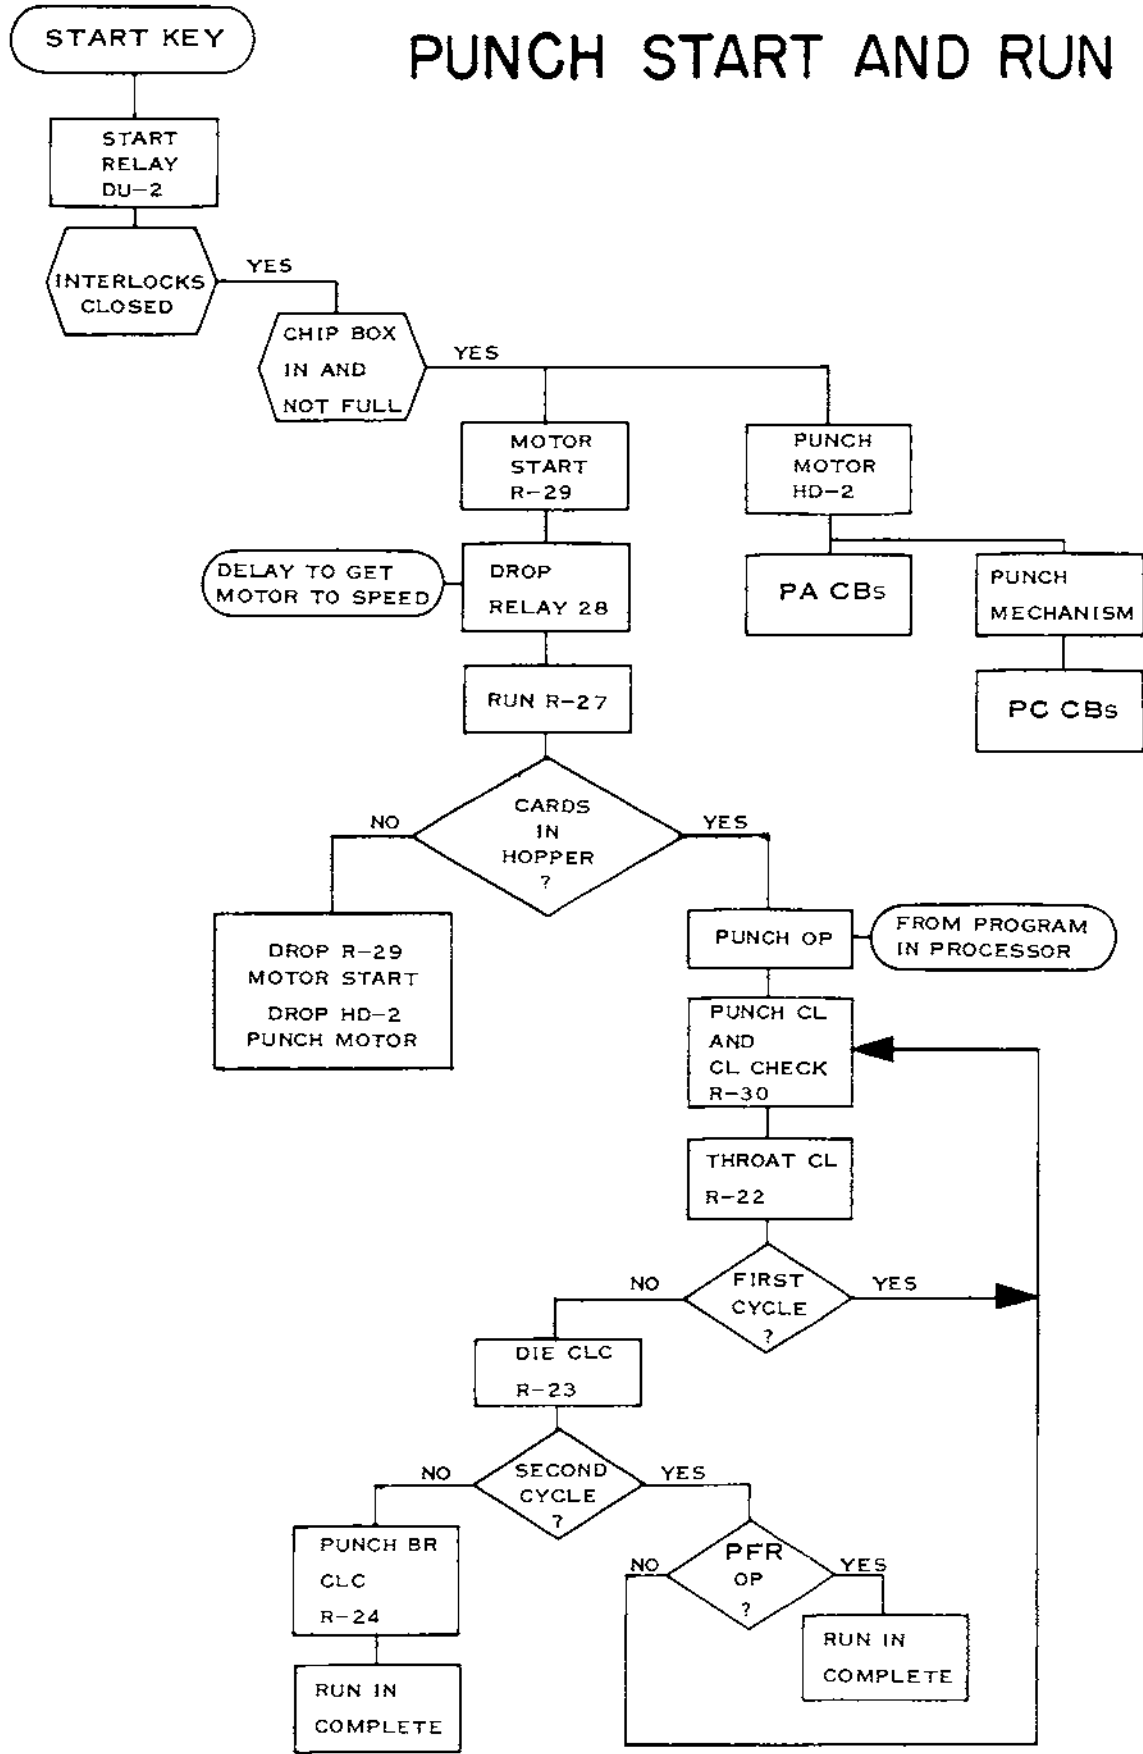 START KEY
PUNCH START AND RUN
START
RELAY
DU-2
INTERLOCKS
CLOSED
YES
CHIP BOX
IN AND
NOT FULL
YES
MOTOR
START
R-29
PUNCH
MOTOR
HD-2
DELAY TO GET
MOTOR TO SPEED
DROP
RELAY 28
PA CBs
PUNCH
MECHANISM
RUN R-27
PC CBs
CARDS
IN
HOPPER
?
NO
YES
DROP R-29
MOTOR START
DROP HD-2
PUNCH MOTOR
PUNCH OP
FROM PROGRAM
IN PROCESSOR
PUNCH CL
AND
CL CHECK
R-30
THROAT CL
R-22
FIRST
CYCLE
?
NO
YES
DIE CLC
R-23
SECOND
CYCLE
?
NO
YES
PUNCH BR
CLC
R-24
PFR
OP
?
NO
YES
RUN IN
COMPLETE
RUN IN
COMPLETE